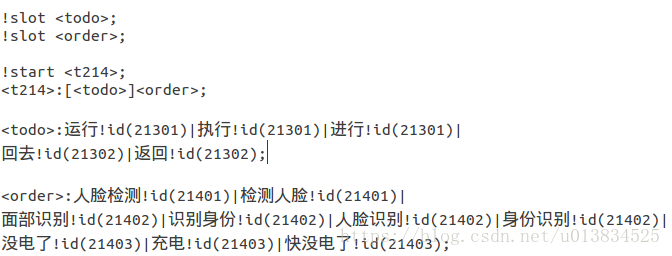 !slot <todo>;
!slot <order>;
!start <t214>;
<t214>:[<todo>]<order>;
<todo>:运行!id(21301)|执行!id(21301)|进行!id(21301)|
回去!id(21302)|返回!id(21302);
<order>:人脸检测!id(21401)|检测人脸!id(21401)|
面部识别!id(21402)|识别身份!id(21402)|人脸识别!id(21402)|身份识别!id(21402)|
没电了!id(21403)|充电!id(21403)|快没电了!id(21403);
https://blog.csdn.net/u013834525